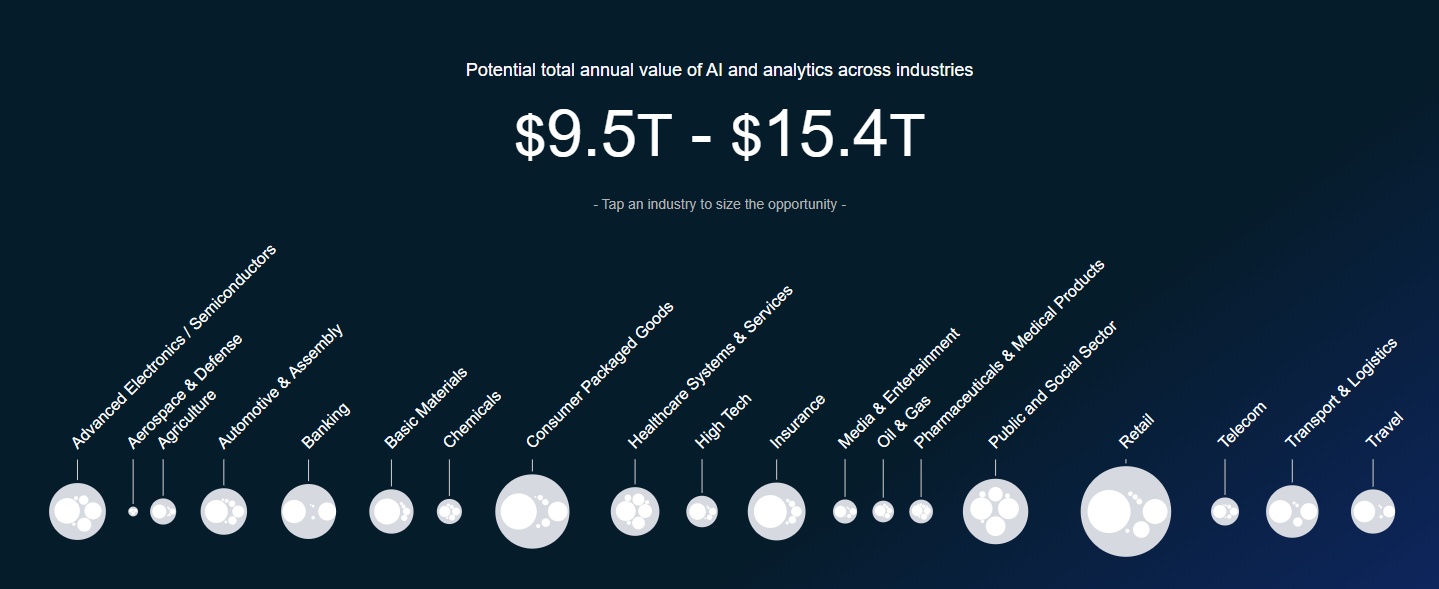 Potential total annual value of AI and analytics across industries
$9.5T - $15.4T
- Tap an industry to size the opportunity -
Advanced Electronics / Semiconductors
Aerospace & Defense
Agriculture
Automotive & Assembly
Banking
Basic Materials
Chemicals
Consumer Packaged Goods
Healthcare Systems & Services
High Tech
Insurance
Media & Entertainment
Oil & Gas
Pharmaceuticals & Medical Products
Public and Social Sector
Retail
Telecom
Transport & Logistics
Travel